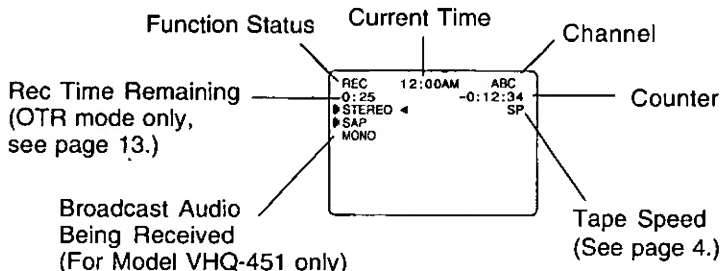 Function Status
Current Time
Channel
Rec Time Remaining
(OTR mode only,
see page 13.)
REC 12:00AM ABC
0:25 -0:12:34
▶STEREO ◀ SP
▶SAP
MONO
Counter
Broadcast Audio
Being Received
(For Model VHQ-451 only)
Tape Speed
(See page 4.)